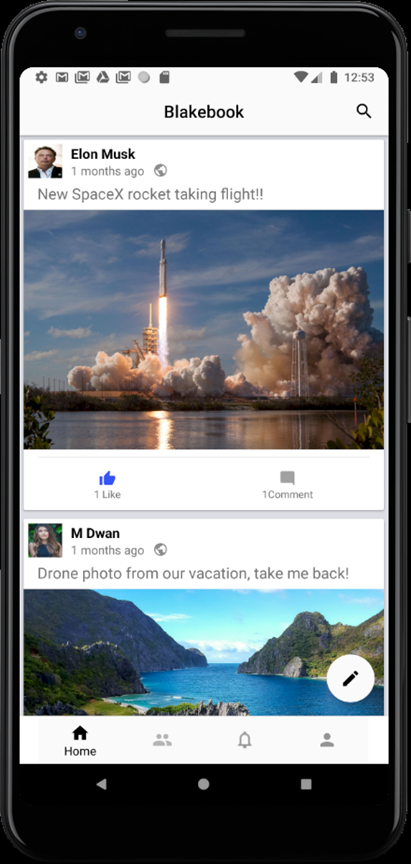 12:53
Blakebook
Elon Musk
1 months ago
New SpaceX rocket taking flight!!
1 Like
1Comment
M Dwan
1 months ago
Drone photo from our vacation, take me back!
Home